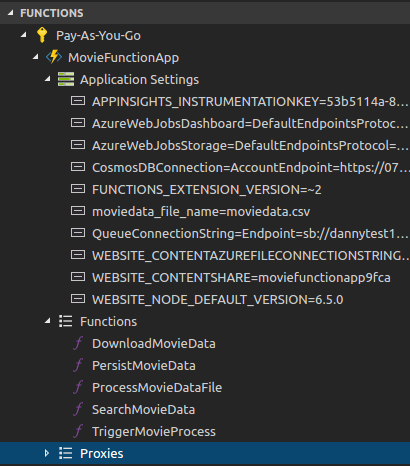 FUNCTIONS
Pay-As-You-Go
MovieFunctionApp
Application Settings
APPINSIGHTS_INSTRUMENTATIONKEY=53b5114a-8...
AzureWebJobsDashboard=DefaultEndpointsProtoc...
AzureWebJobsStorage=DefaultEndpointsProtocol=...
CosmosDBConnection=AccountEndpoint=https://07...
FUNCTIONS_EXTENSION_VERSION=~2
moviedata_file_name=moviedata.csv
QueueConnectionString=Endpoint=sb://dannytest1...
WEBSITE_CONTENTAZUREFILECONNECTIONSTRING...
WEBSITE_CONTENTSHARE=moviefunctionapp9fca
WEBSITE_NODE_DEFAULT_VERSION=6.5.0
Functions
DownloadMovieData
PersistMovieData
ProcessMovieDataFile
SearchMovieData
TriggerMovieProcess
Proxies